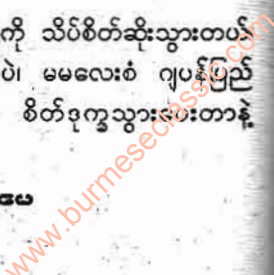 ကို သိပ်စိတ်ဆိုးသွားတယ်
ပဲ၊ မမလေးစံ ဂျပန်ပြည်
စိတ်ဒုက္ခသွားပေးတာနဲ့
www.burmeseclassic.com